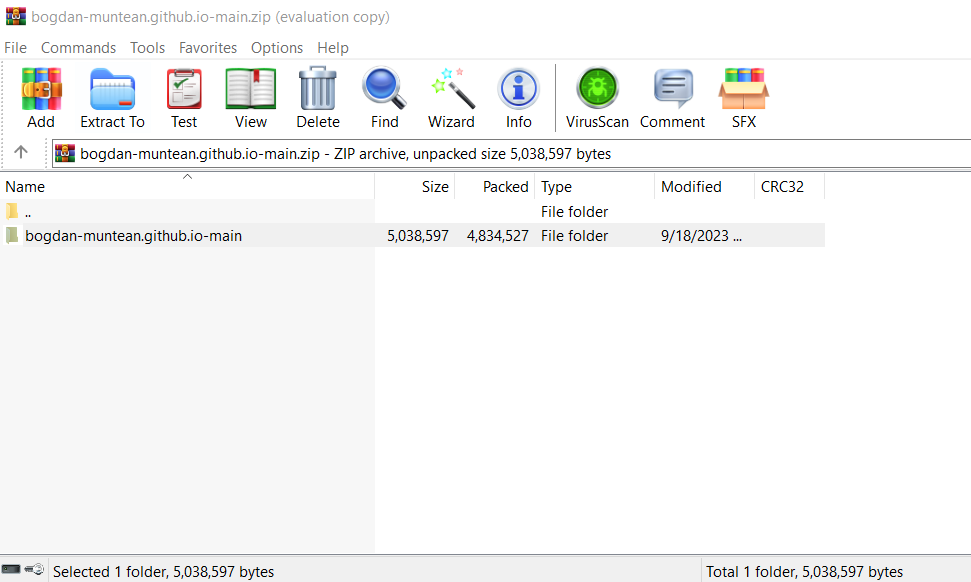 bogdan-muntean.github.io-main.zip (evaluation copy)
File Commands Tools Favorites Options Help
Add Extract To Test View Delete Find Wizard Info VirusScan Comment SFX
bogdan-muntean.github.io-main.zip - ZIP archive, unpacked size 5,038,597 bytes
Name Size Packed Type Modified CRC32
.. File folder
bogdan-muntean.github.io-main 5,038,597 4,834,527 File folder 9/18/2023 ...
Selected 1 folder, 5,038,597 bytes Total 1 folder, 5,038,597 bytes